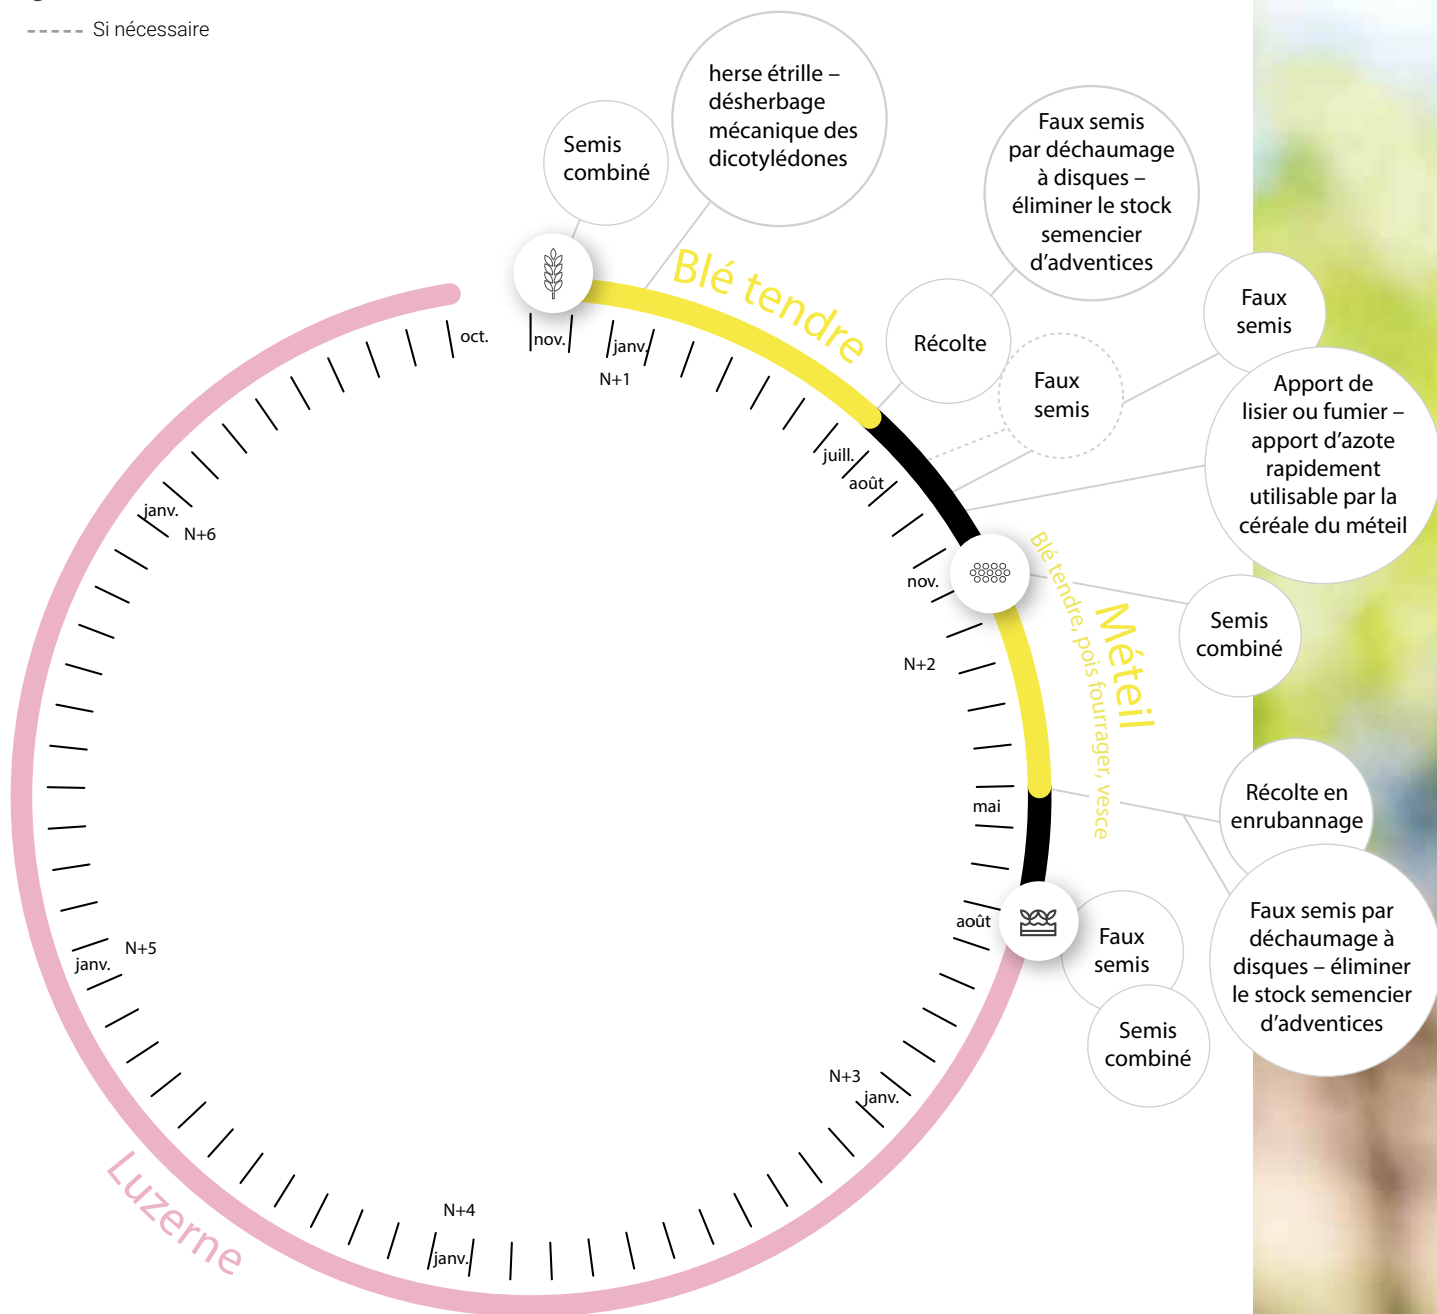 Si nécessaire
herse étrille –
désherbage
mécanique des
dicotylédones
Semis
combiné
Faux semis
par déchaumage
à disques –
éliminer le stock
semencier
d'adventices
Blé tendre
Récolte
Faux
semis
Faux
semis
Apport de
lisier ou fumier –
apport d'azote
rapidement
utilisable par la
céréale du méteil
Semis
combiné
Méteil
Blé tendre, pois fourrager, vesce
Récolte en
enrubannage
Faux semis par
déchaumage à
disques – éliminer
le stock semencier
d'adventices
Faux
semis
Semis
combiné
Luzerne
oct.
nov.
janv.
N+1
juill.
août
nov.
N+2
mai
août
N+3
janv.
N+4
janv.
N+5
janv.
janv.
N+6